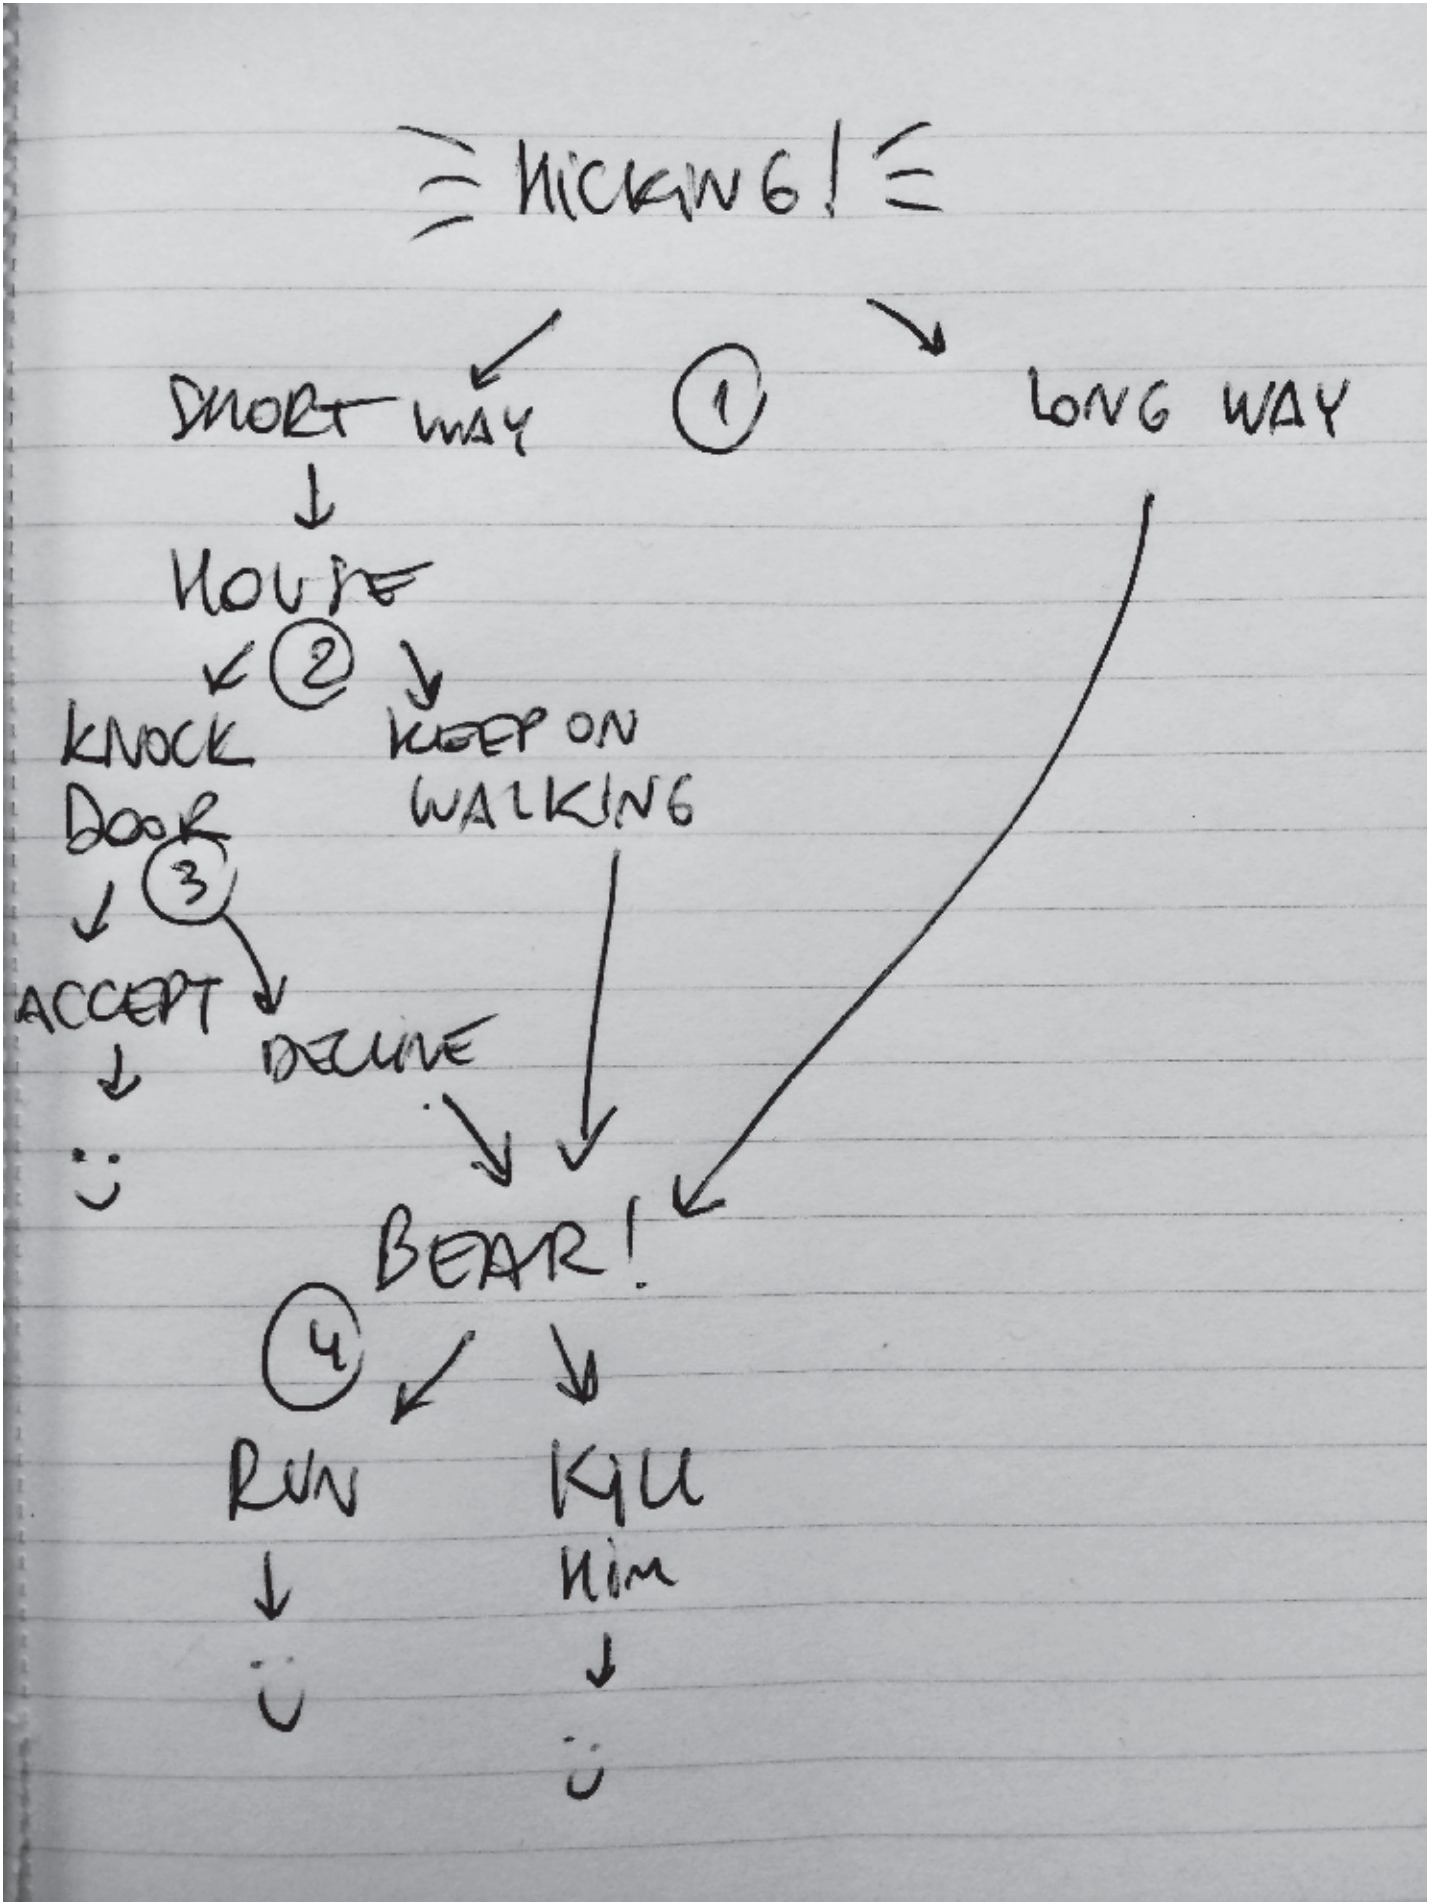 HiCKiNG!
1
SHORT WAY
LONG WAY
HOUSE
2
KNOCK
DOOR
KEEP ON
WALKING
3
ACCEPT
DECLINE
:)
BEAR!
4
RUN
KiLL
HiM
:)
:)